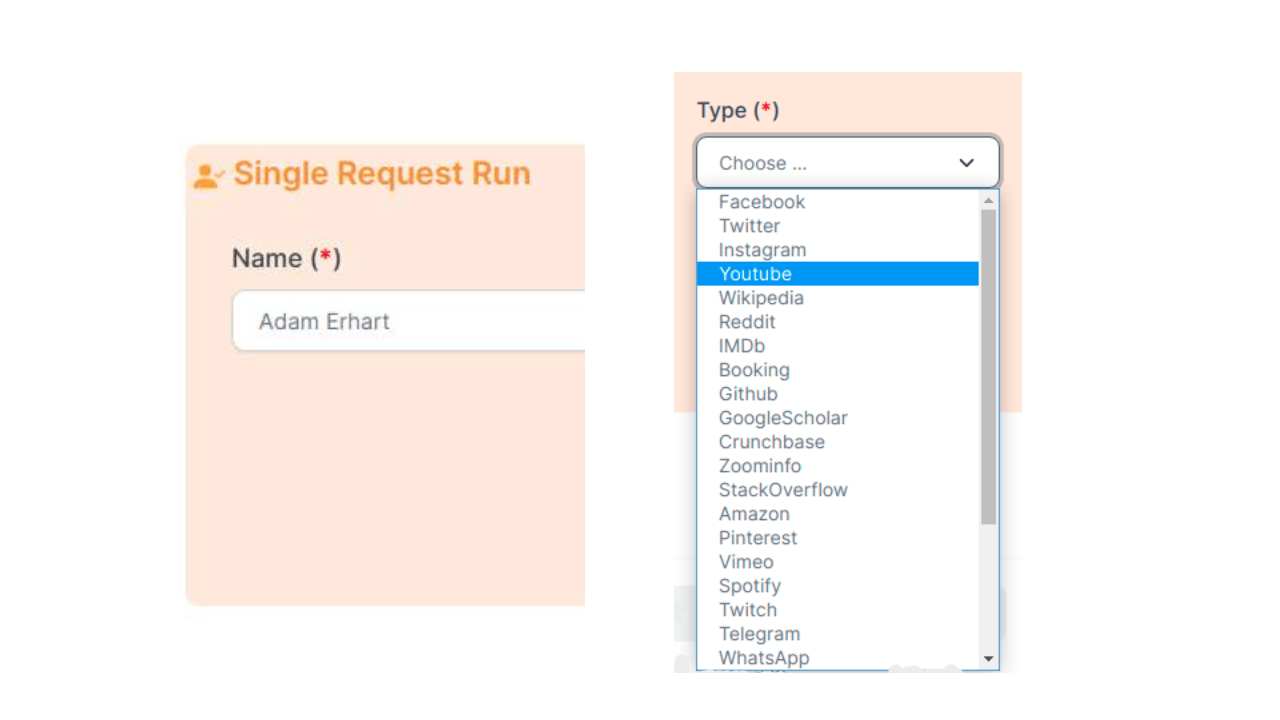 Single Request Run
Name (*)
Adam Erhart
Type (*)
Choose ...
Facebook
Twitter
Instagram
Youtube
Wikipedia
Reddit
IMDb
Booking
Github
GoogleScholar
Crunchbase
Zoominfo
StackOverflow
Amazon
Pinterest
Vimeo
Spotify
Twitch
Telegram
WhatsApp